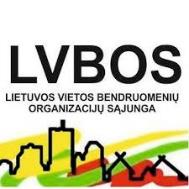 LVBOS
LIETUVOS VIETOS BENDRUOMENIŲ
ORGANIZACIJŲ SĄJUNGA